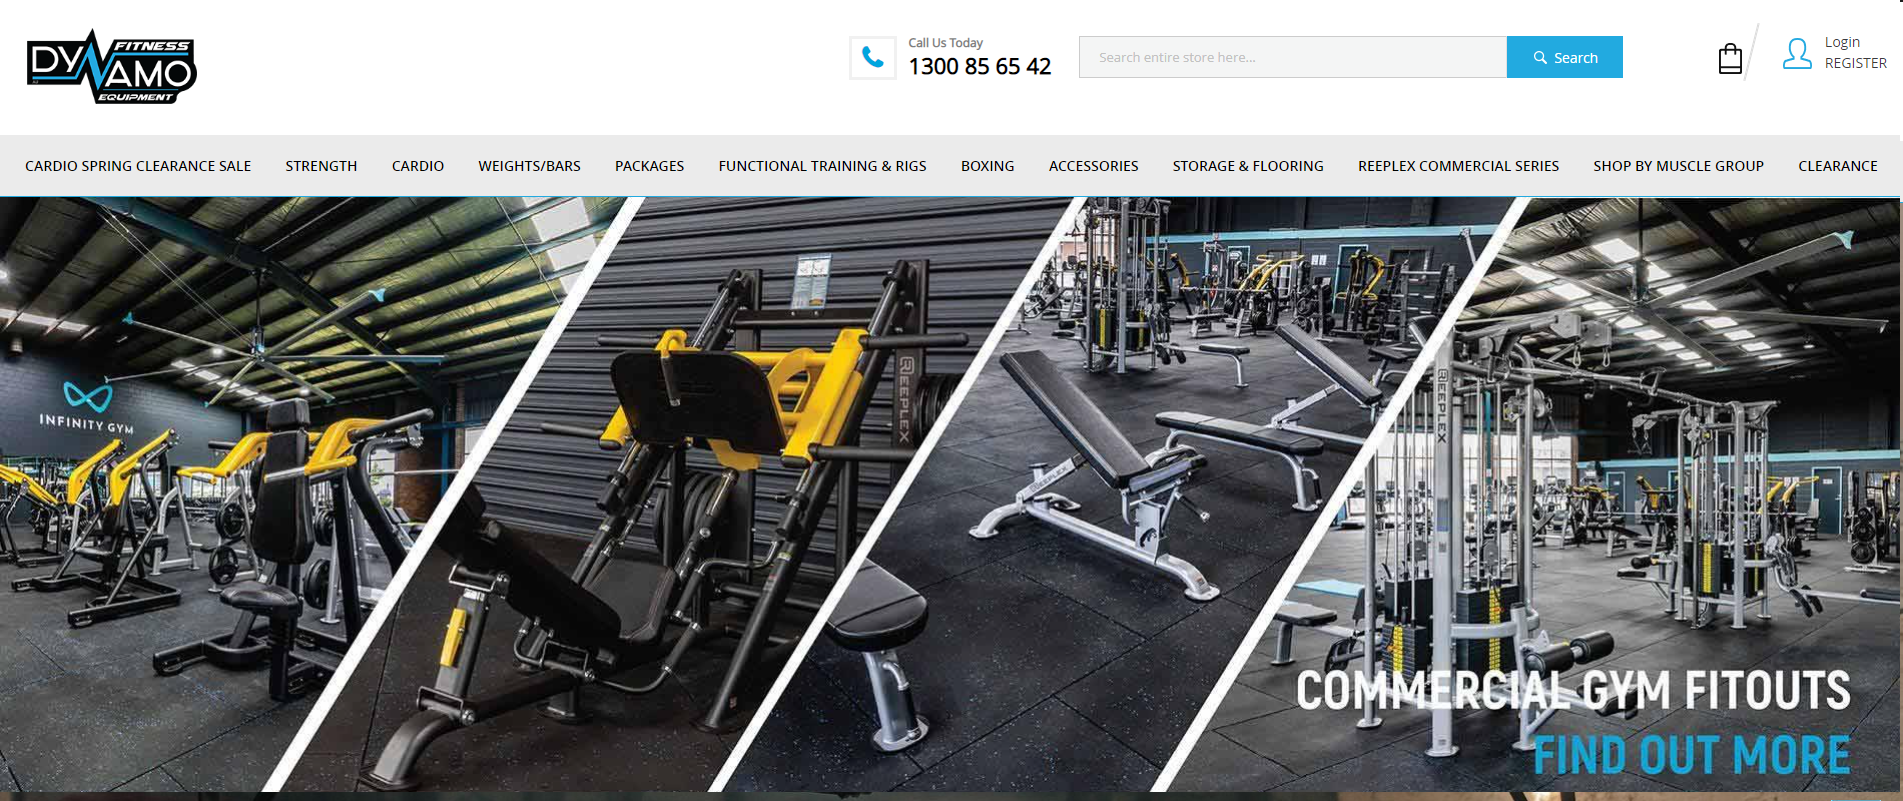 DYNAMO
FITNESS
EQUIPMENT
Call Us Today
1300 85 65 42
Search entire store here...
Search
Login
REGISTER
CARDIO SPRING CLEARANCE SALE
STRENGTH
CARDIO
WEIGHTS/BARS
PACKAGES
FUNCTIONAL TRAINING & RIGS
BOXING
ACCESSORIES
STORAGE & FLOORING
REEPLEX COMMERCIAL SERIES
SHOP BY MUSCLE GROUP
CLEARANCE
INFINITY GYM
REEPLEX
REEPLEX
REEPLEX
COMMERCIAL GYM FITOUTS
FIND OUT MORE